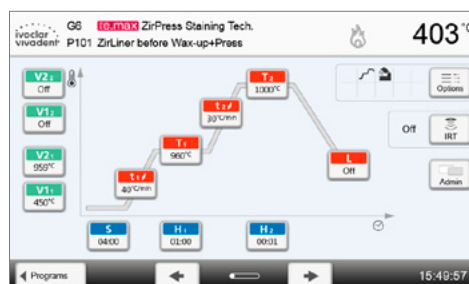 ivoclar vivadent
G6 IPS e.max ZirPress Staining Tech.
P101 ZirLiner before Wax-up+Press
403 °C
V2₂
Off
V1₂
Off
V2₁
959°C
V1₁
450°C
t₁
40°C/min
T₁
960°C
t₂
30°C/min
T₂
1000°C
L
Off
S
04:00
H₁
01:00
H₂
00:01
Options
Off
IRT
Admin
Programs
15:49:57